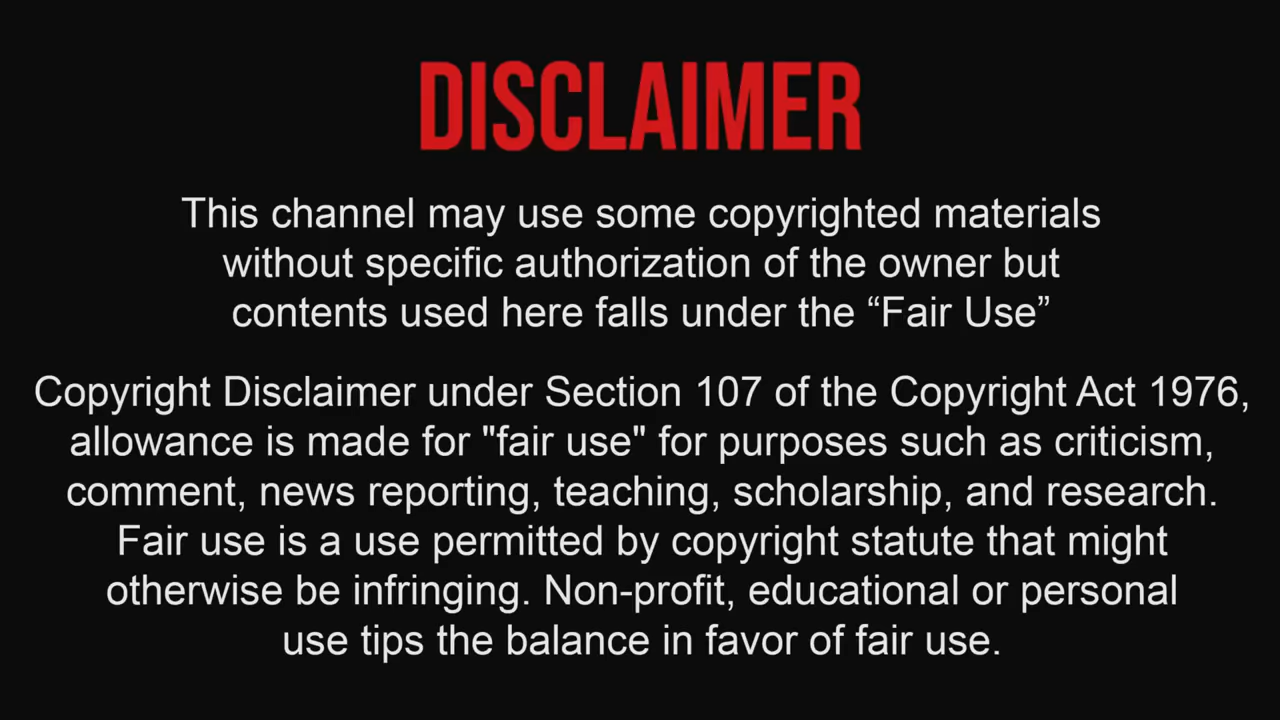 DISCLAIMER
This channel may use some copyrighted materials
without specific authorization of the owner but
contents used here falls under the “Fair Use”
Copyright Disclaimer under Section 107 of the Copyright Act 1976,
allowance is made for "fair use" for purposes such as criticism,
comment, news reporting, teaching, scholarship, and research.
Fair use is a use permitted by copyright statute that might
otherwise be infringing. Non-profit, educational or personal
use tips the balance in favor of fair use.